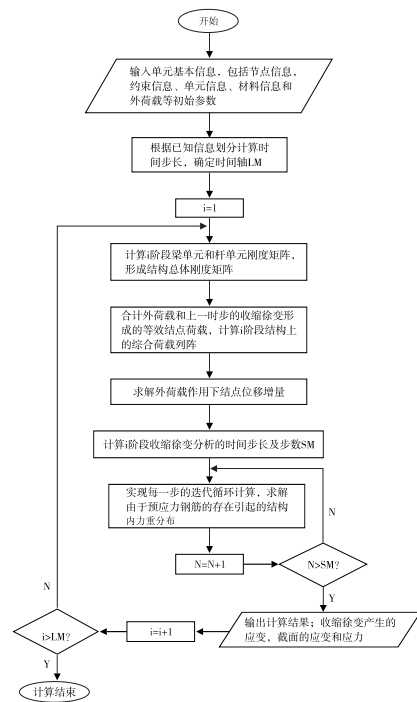 开始
输入单元基本信息，包括节点信息，
约束信息、单元信息、材料信息和
外荷载等初始参数
根据已知信息划分计算时
间步长，确定时间轴LM
i=1
计算i阶段梁单元和杆单元刚度矩阵，
形成结构总体刚度矩阵
合计外荷载和上一时步的收缩徐变
形成的等效结点荷载，计算i阶段结构上
的综合荷载列阵
求解外荷载作用下结点位移增量
计算i阶段收缩徐变分析的时间步长及步数SM
实现每一步的迭代循环计算，求解
由于预应力钢筋的存在引起的结构
内力重分布
N
N=N+1
N>SM?
Y
输出计算结果；收缩徐变产生的
应变，截面的应变和应力
i=i+1
N
i>LM?
Y
计算结束